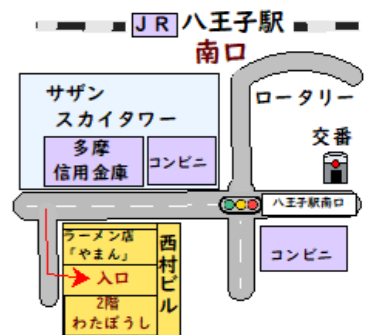 JR 八王子駅
南口
サザン
スカイタワー
多摩
信用金庫
コンビニ
ロータリー
交番
八王子駅南口
コンビニ
ラーメン店
「やまん」
入口
2階
わたぼうし
西村ビル